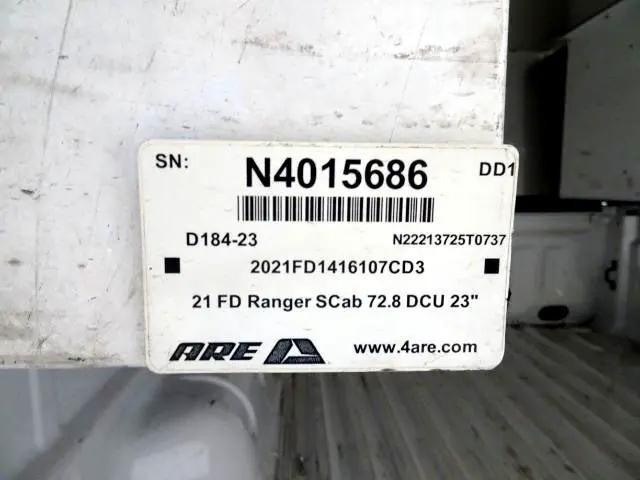 SN: N4015686 DD1
D184-23 N22213725T0737
2021FD1416107CD3
21 FD Ranger SCab 72.8 DCU 23"
ARE www.4are.com